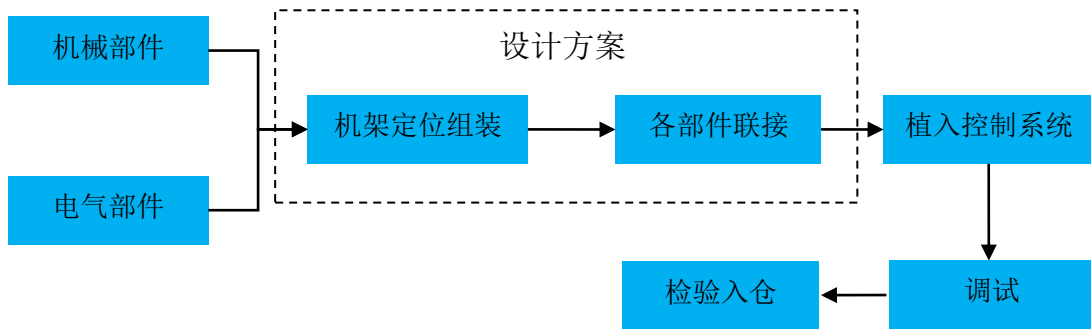 机械部件
设计方案
机架定位组装
各部件联接
植入控制系统
电气部件
检验入仓
调试